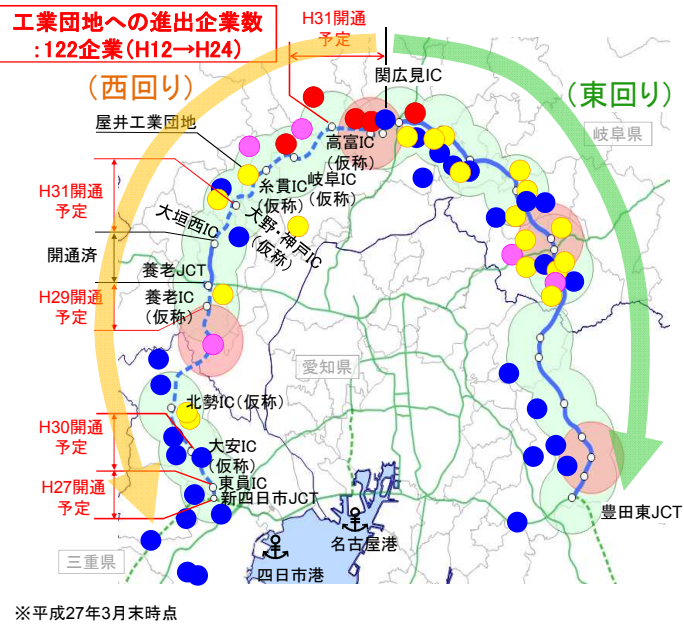 工業団地への進出企業数
:122企業(H12→H24)
H31開通
予定
関広見IC
(西回り)
(東回り)
屋井工業団地
岐阜県
高富IC
(仮称)
岐阜IC
(仮称)
糸貫IC
(仮称)
H31開通
予定
大野・神戸IC
(仮称)
大垣西IC
開通済
養老JCT
養老IC
(仮称)
H29開通
予定
愛知県
北勢IC(仮称)
H30開通
予定
大安IC
(仮称)
東員IC
H27開通
予定
新四日市JCT
豊田東JCT
名古屋港
三重県
四日市港
※平成27年3月末時点